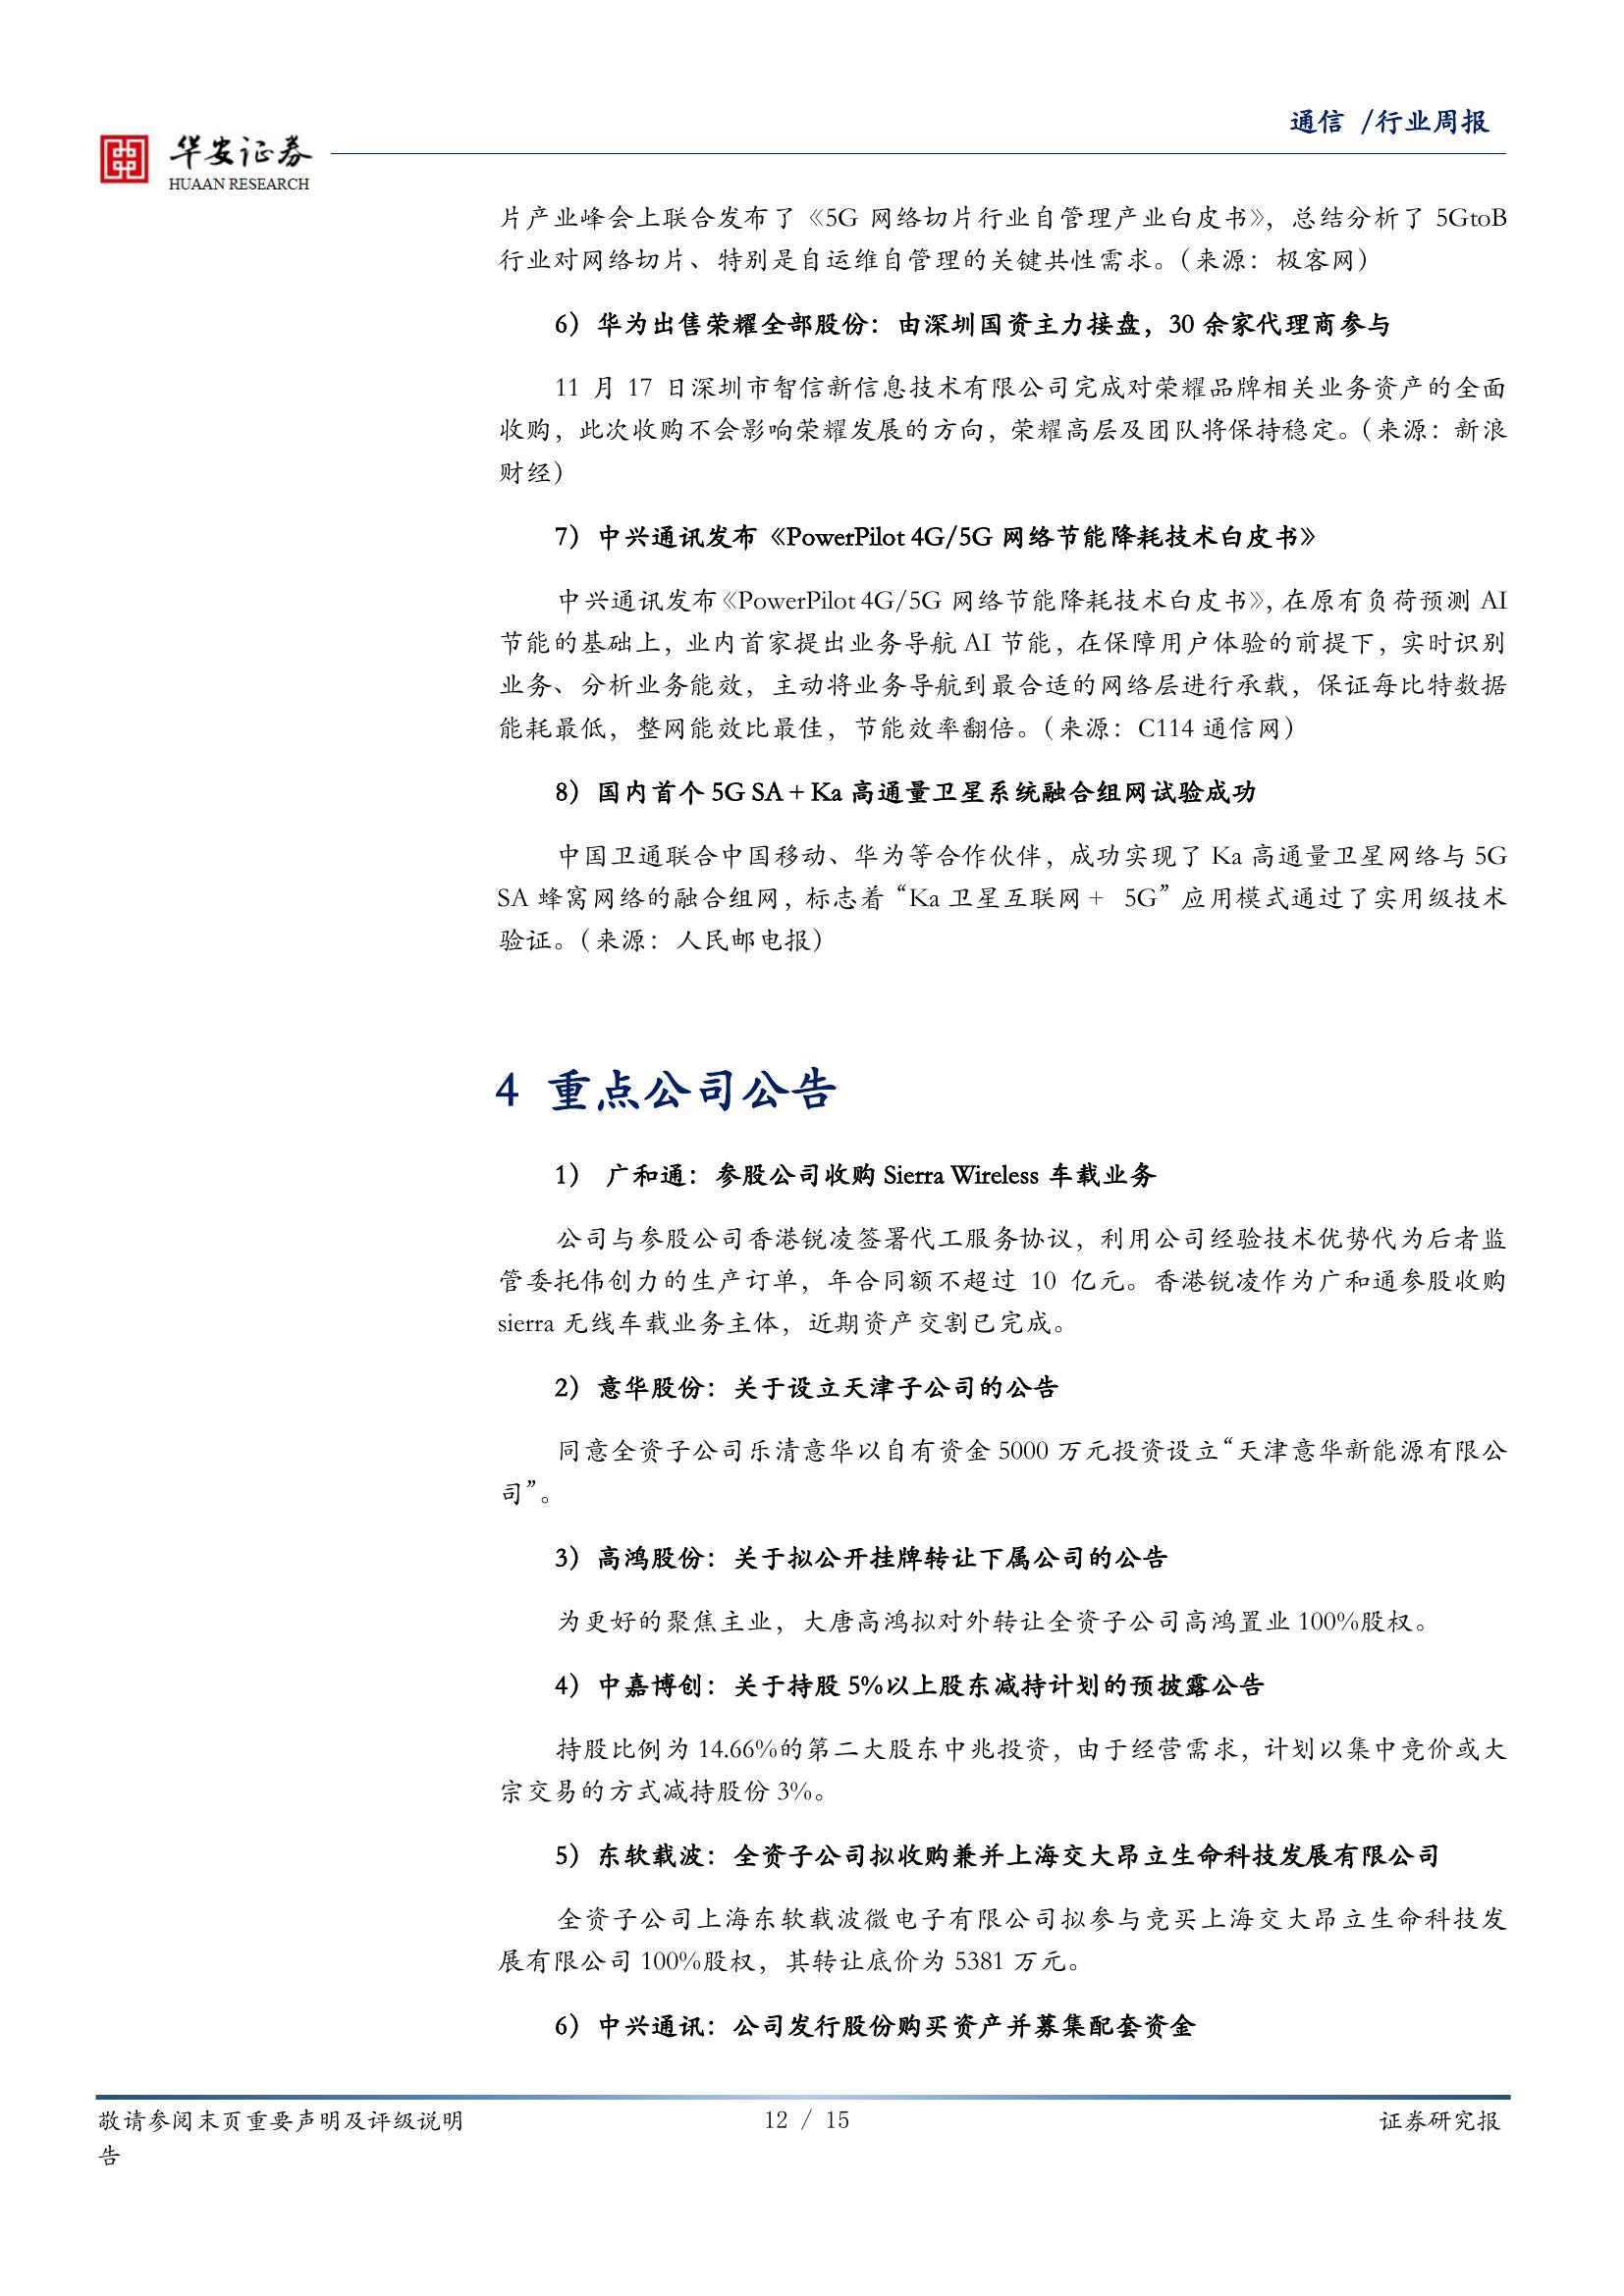 通信 /行业周报
华安证券
HUAAN RESEARCH
片产业峰会上联合发布了《5G 网络切片行业自管理产业白皮书》，总结分析了 5GtoB
行业对网络切片、特别是自运维自管理的关键共性需求。（来源：极客网）
6）华为出售荣耀全部股份：由深圳国资主力接盘，30 余家代理商参与
11 月 17 日深圳市智信新信息技术有限公司完成对荣耀品牌相关业务资产的全面
收购，此次收购不会影响荣耀发展的方向，荣耀高层及团队将保持稳定。（来源：新浪
财经）
7）中兴通讯发布《PowerPilot 4G/5G 网络节能降耗技术白皮书》
中兴通讯发布《PowerPilot 4G/5G 网络节能降耗技术白皮书》，在原有负荷预测 AI
节能的基础上，业内首家提出业务导航 AI 节能，在保障用户体验的前提下，实时识别
业务、分析业务能效，主动将业务导航到最合适的网络层进行承载，保证每比特数据
能耗最低，整网能效比最佳，节能效率翻倍。（来源：C114 通信网）
8）国内首个 5G SA + Ka 高通量卫星系统融合组网试验成功
中国卫通联合中国移动、华为等合作伙伴，成功实现了 Ka 高通量卫星网络与 5G
SA 蜂窝网络的融合组网，标志着“Ka 卫星互联网 + 5G”应用模式通过了实用级技术
验证。（来源：人民邮电报）
4 重点公司公告
1） 广和通：参股公司收购 Sierra Wireless 车载业务
公司与参股公司香港锐凌签署代工服务协议，利用公司经验技术优势代为后者监
管委托伟创力的生产订单，年合同额不超过 10 亿元。香港锐凌作为广和通参股收购
sierra 无线车载业务主体，近期资产交割已完成。
2）意华股份：关于设立天津子公司的公告
同意全资子公司乐清意华以自有资金 5000 万元投资设立“天津意华新能源有限公
司”。
3）高鸿股份：关于拟公开挂牌转让下属公司的公告
为更好的聚焦主业，大唐高鸿拟对外转让全资子公司高鸿置业 100%股权。
4）中嘉博创：关于持股 5%以上股东减持计划的预披露公告
持股比例为 14.66%的第二大股东中兆投资，由于经营需求，计划以集中竞价或大
宗交易的方式减持股份 3%。
5）东软载波：全资子公司拟收购兼并上海交大昂立生命科技发展有限公司
全资子公司上海东软载波微电子有限公司拟参与竞买上海交大昂立生命科技发
展有限公司 100%股权，其转让底价为 5381 万元。
6）中兴通讯：公司发行股份购买资产并募集配套资金
敬请参阅末页重要声明及评级说明 12 / 15 证券研究报
告